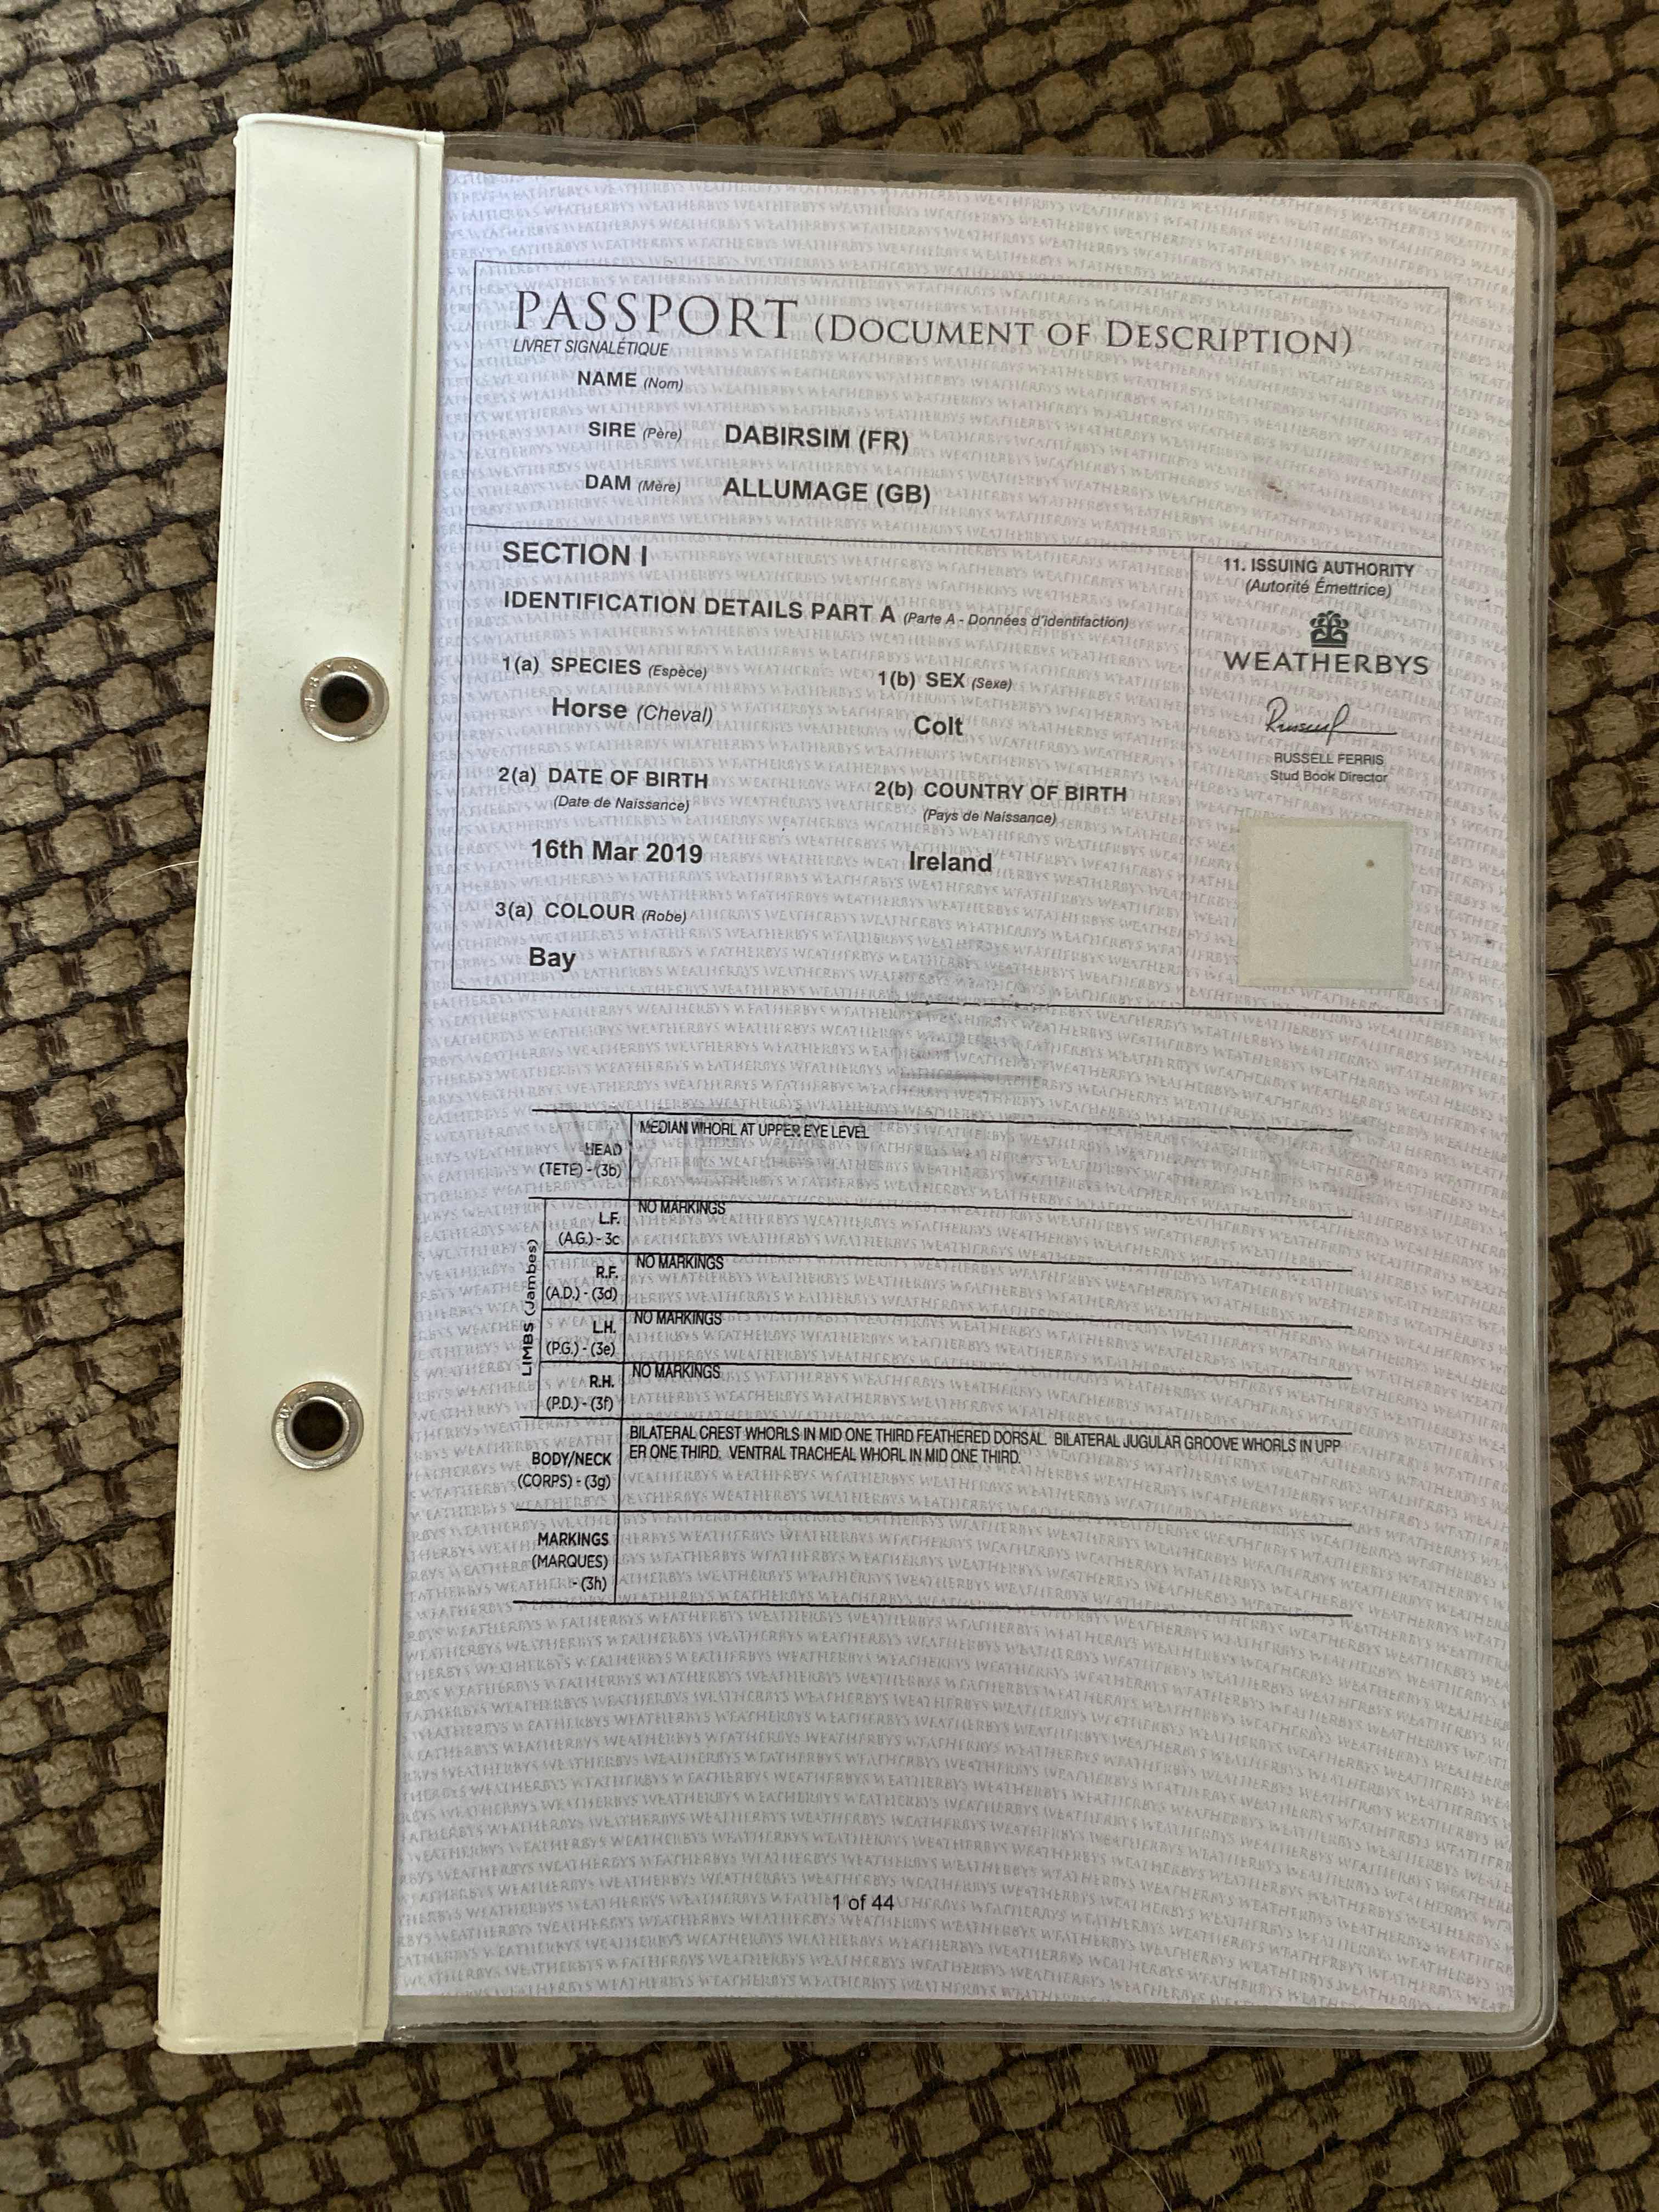 PASSPORT (DOCUMENT OF DESCRIPTION)
LIVRET SIGNALÉTIQUE
NAME (Nom)
SIRE (Père) DABIRSIM (FR)
DAM (Mère) ALLUMAGE (GB)
SECTION I
IDENTIFICATION DETAILS PART A (Parte A - Données d'identifaction)
1(a) SPECIES (Espèce)
Horse (Cheval)
1(b) SEX (Sexe)
Colt
2(a) DATE OF BIRTH
(Date de Naissance)
16th Mar 2019
2(b) COUNTRY OF BIRTH
(Pays de Naissance)
Ireland
3(a) COLOUR (Robe)
Bay
11. ISSUING AUTHORITY
(Autorité Émettrice)
WEATHERBYS
RUSSELL FERRIS
Stud Book Director
HEAD
(TETE) - (3b)
MEDIAN WHORL AT UPPER EYE LEVEL
LIMBS (Jambes)
L.F.
(A.G.) - 3c
NO MARKINGS
R.F.
(A.D.) - (3d)
NO MARKINGS
L.H.
(P.G.) - (3e)
NO MARKINGS
R.H.
(P.D.) - (3f)
NO MARKINGS
BODY/NECK
(CORPS) - (3g)
BILATERAL CREST WHORLS IN MID ONE THIRD FEATHERED DORSAL. BILATERAL JUGULAR GROOVE WHORLS IN UPP
ER ONE THIRD. VENTRAL TRACHEAL WHORL IN MID ONE THIRD.
MARKINGS
(MARQUES)
- (3h)
WEATHERBYS
1 of 44